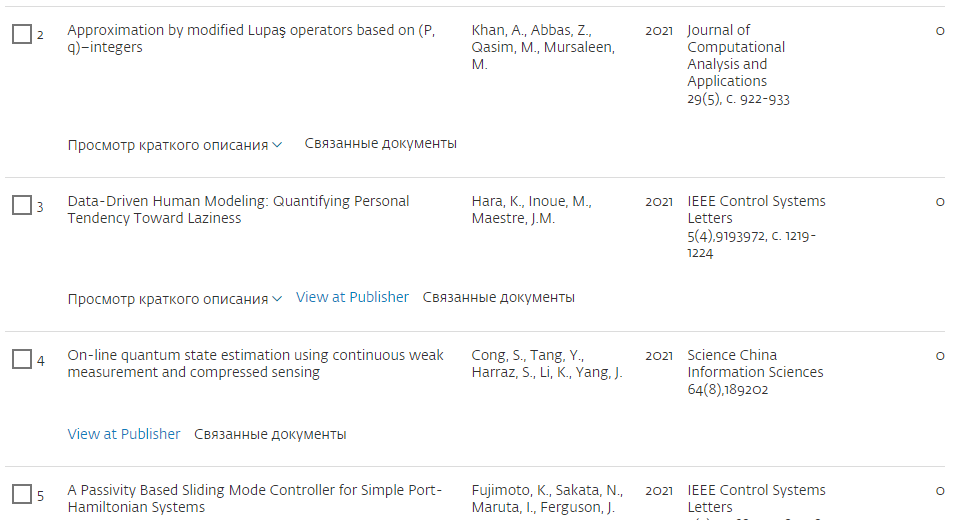 2
Approximation by modified Lupaş operators based on (P,
q)–integers
Khan, A., Abbas, Z.,
Qasim, M., Mursaleen,
M.
2021
Journal of
Computational
Analysis and
Applications
29(5), с. 922-933
0
Просмотр краткого описания
Связанные документы
3
Data-Driven Human Modeling: Quantifying Personal
Tendency Toward Laziness
Hara, K., Inoue, M.,
Maestre, J.M.
2021
IEEE Control Systems
Letters
5(4),9193972, с. 1219-
1224
0
Просмотр краткого описания
View at Publisher
Связанные документы
4
On-line quantum state estimation using continuous weak
measurement and compressed sensing
Cong, S., Tang, Y.,
Harraz, S., Li, K., Yang, J.
2021
Science China
Information Sciences
64(8),189202
0
View at Publisher
Связанные документы
5
A Passivity Based Sliding Mode Controller for Simple Port-
Hamiltonian Systems
Fujimoto, K., Sakata, N.,
Maruta, I., Ferguson, J.
2021
IEEE Control Systems
Letters
0